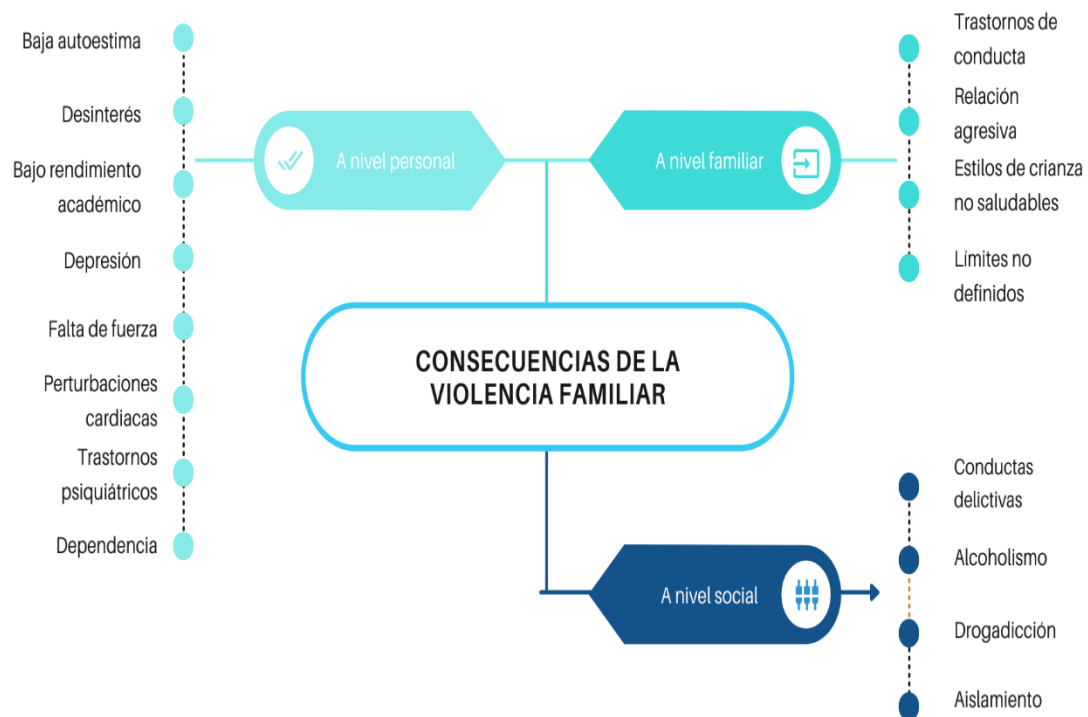 Baja autoestima
Desinterés
Bajo rendimiento
académico
Depresión
Falta de fuerza
Perturbaciones
cardiacas
Trastornos
psiquiátricos
Dependencia
A nivel personal
A nivel familiar
Trastornos de
conducta
Relación
agresiva
Estilos de crianza
no saludables
Límites no
definidos
CONSECUENCIAS DE LA
VIOLENCIA FAMILIAR
A nivel social
Conductas
delictivas
Alcoholismo
Drogadicción
Aislamiento